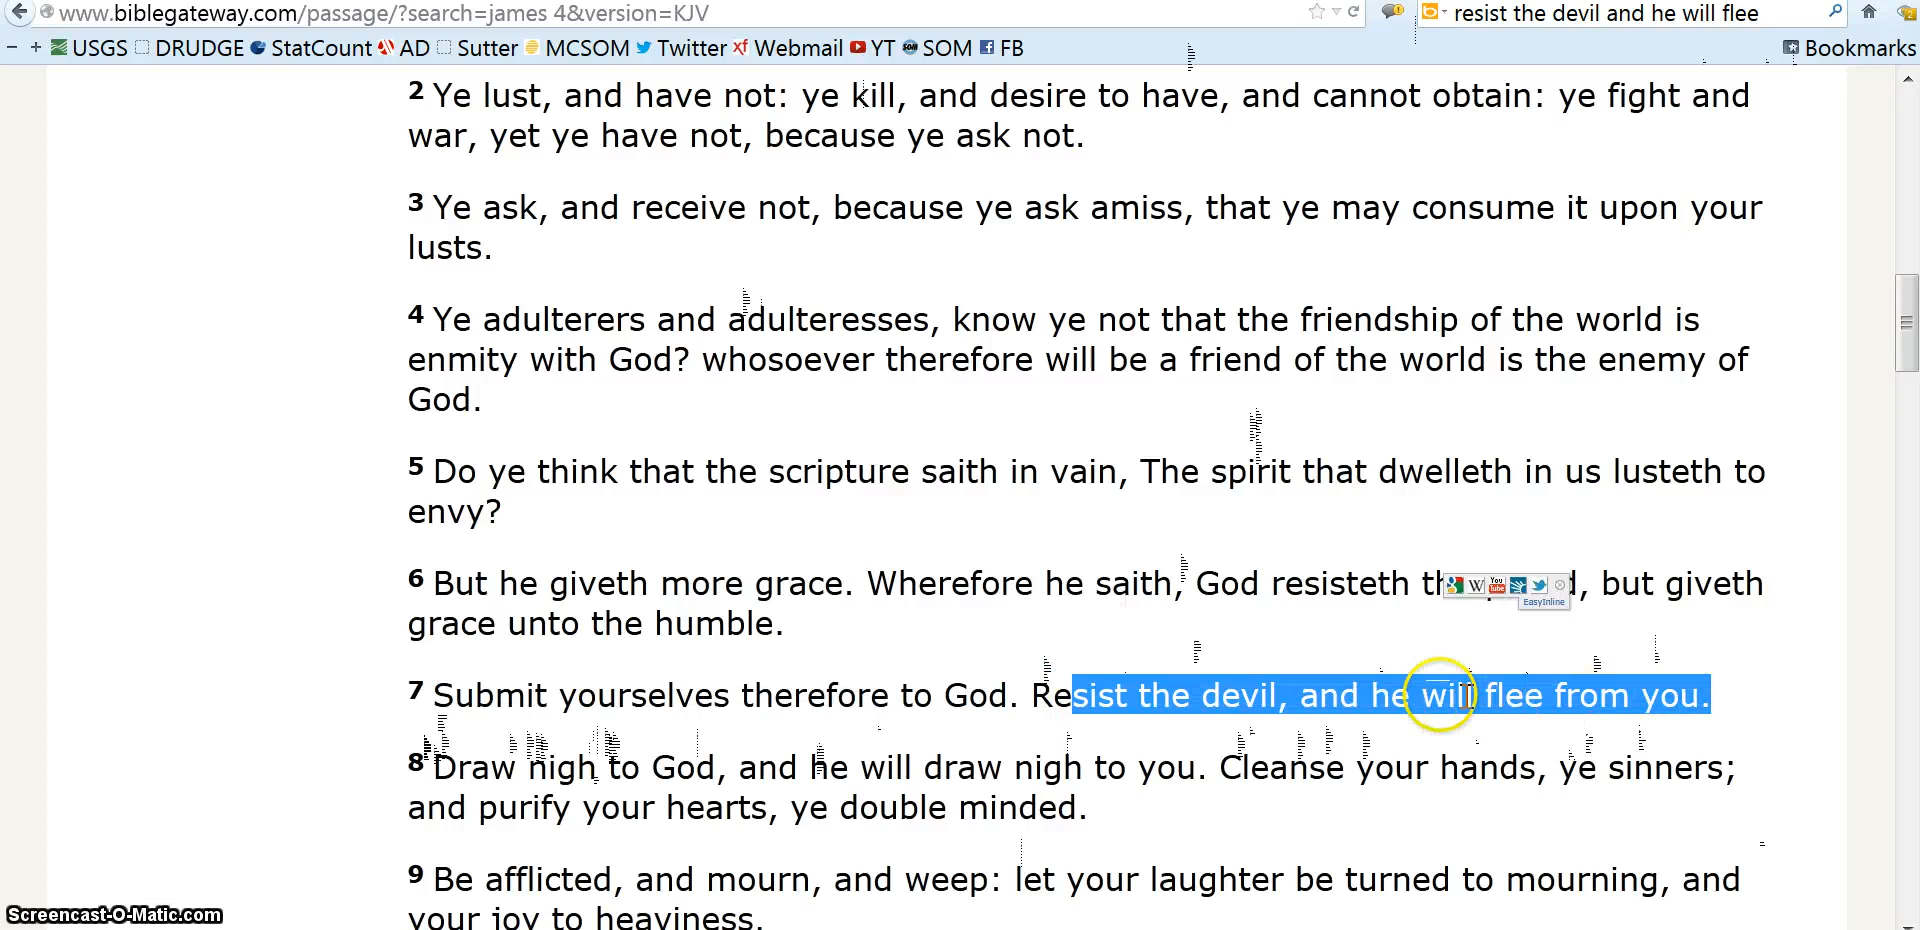 www.biblegateway.com/passage/?search=james 4&version=KJV
resist the devil and he will flee
USGS DRUDGE StatCount AD Sutter MCSOM Twitter Webmail YT SOM FB Bookmarks
2 Ye lust, and have not: ye kill, and desire to have, and cannot obtain: ye fight and
war, yet ye have not, because ye ask not.
3 Ye ask, and receive not, because ye ask amiss, that ye may consume it upon your
lusts.
4 Ye adulterers and adulteresses, know ye not that the friendship of the world is
enmity with God? whosoever therefore will be a friend of the world is the enemy of
God.
5 Do ye think that the scripture saith in vain, The spirit that dwelleth in us lusteth to
envy?
6 But he giveth more grace. Wherefore he saith, God resisteth but giveth
EasyInline
grace unto the humble.
7 Submit yourselves therefore to God. Resist the devil, and he will flee from you.
8 Draw nigh to God, and he will draw nigh to you. Cleanse your hands, ye sinners;
and purify your hearts, ye double minded.
9 Be afflicted, and mourn, and weep: let your laughter be turned to mourning, and
your joy to heaviness.
Screencast-O-Matic.com